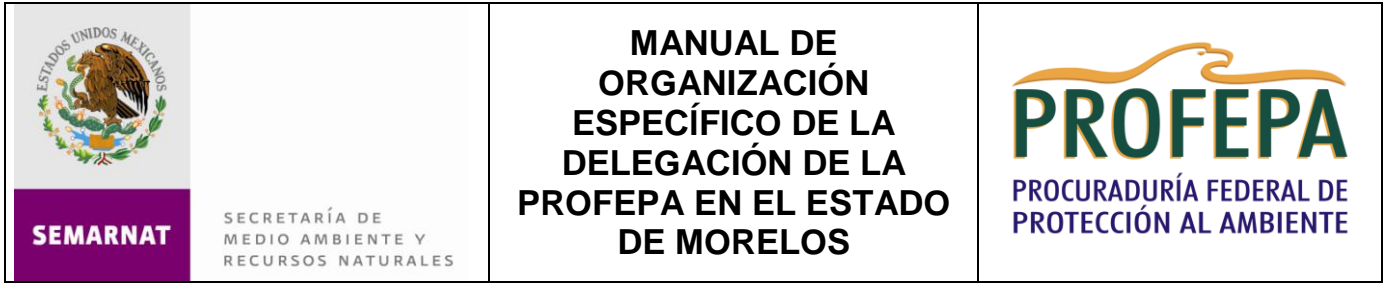 ESTADOS UNIDOS MEXICANOS
SEMARNAT
SECRETARÍA DE
MEDIO AMBIENTE Y
RECURSOS NATURALES
MANUAL DE
ORGANIZACIÓN
ESPECÍFICO DE LA
DELEGACIÓN DE LA
PROFEPA EN EL ESTADO
DE MORELOS
PROFEPA
PROCURADURÍA FEDERAL DE
PROTECCIÓN AL AMBIENTE